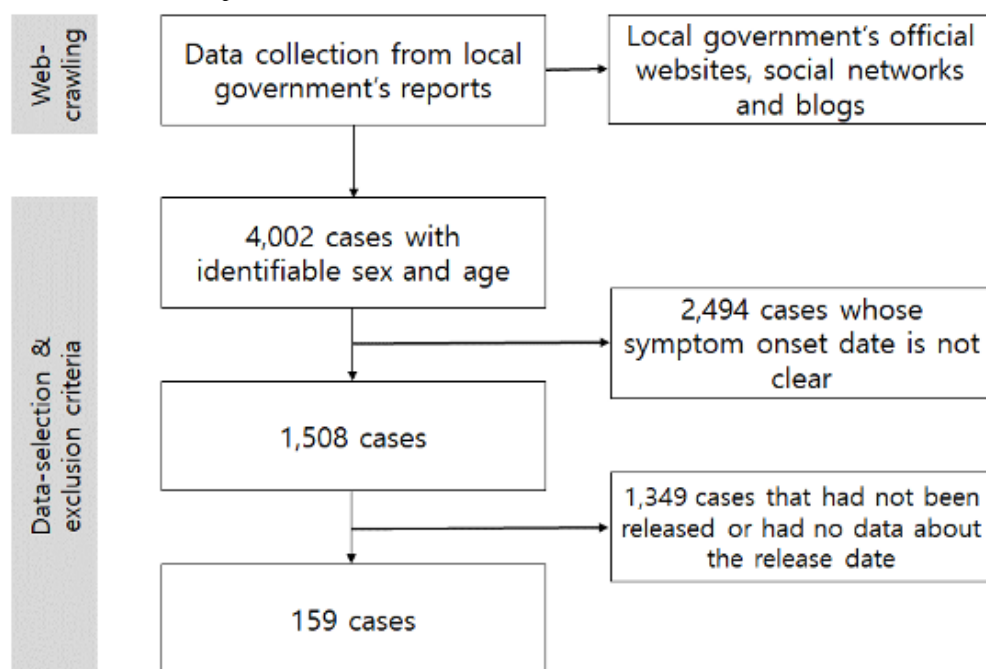 Web-
crawling
Data collection from local
government's reports
Local government's official
websites, social networks
and blogs
Data-selection &
exclusion criteria
4,002 cases with
identifiable sex and age
2,494 cases whose
symptom onset date is not
clear
1,508 cases
1,349 cases that had not been
released or had no data about
the release date
159 cases